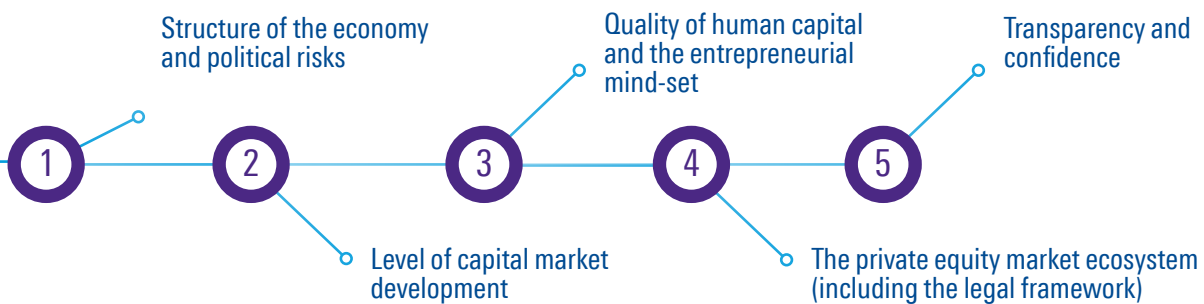 1
Structure of the economy
and political risks
2
Level of capital market
development
3
Quality of human capital
and the entrepreneurial
mind-set
4
The private equity market ecosystem
(including the legal framework)
5
Transparency and
confidence